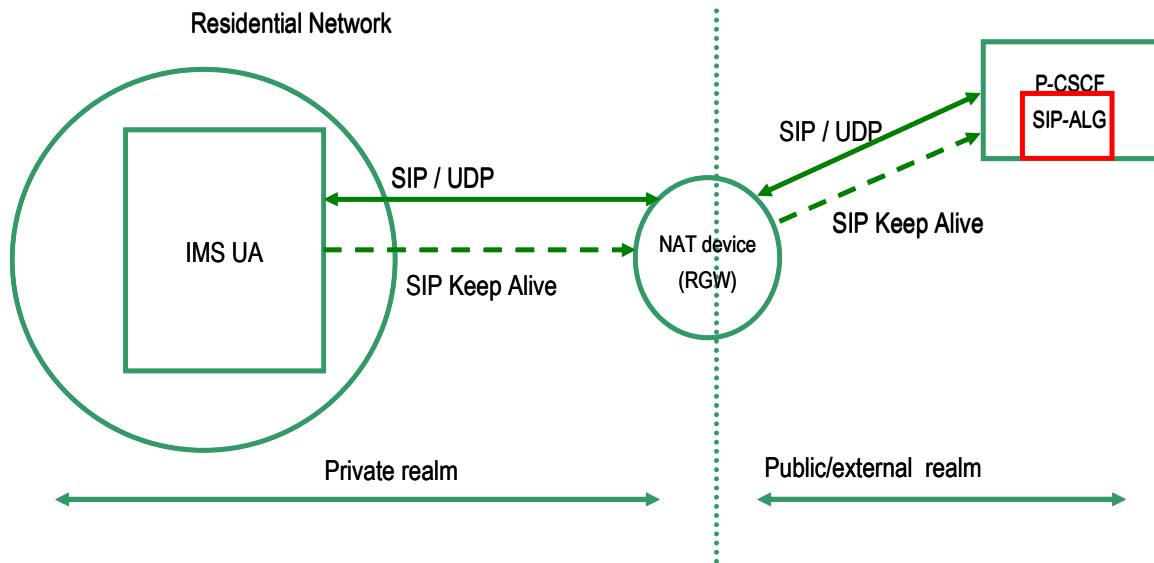 Residential Network
P-CSCF
SIP-ALG
SIP / UDP
SIP / UDP
SIP Keep Alive
IMS UA
NAT device
(RGW)
SIP Keep Alive
Private realm
Public/external realm